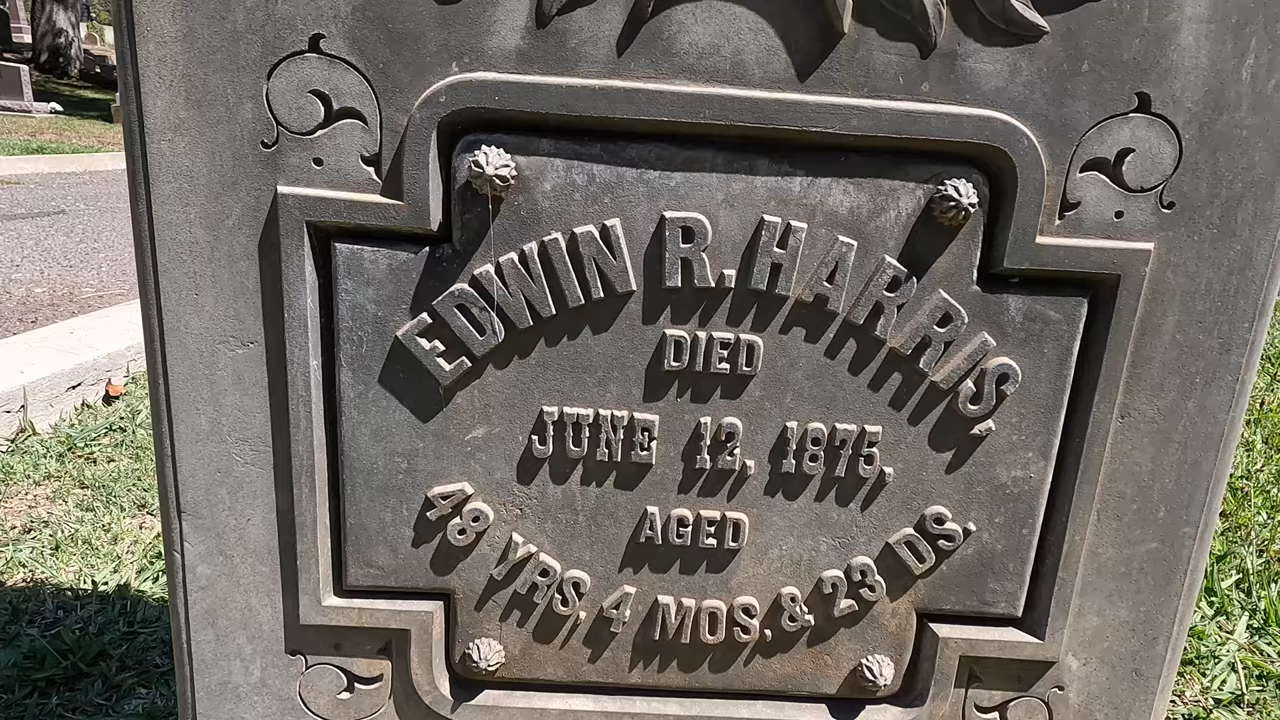 EDWIN R. HARRIS,
DIED
JUNE 12, 1875,
AGED
48 YRS, 4 MOS. & 23 DS.